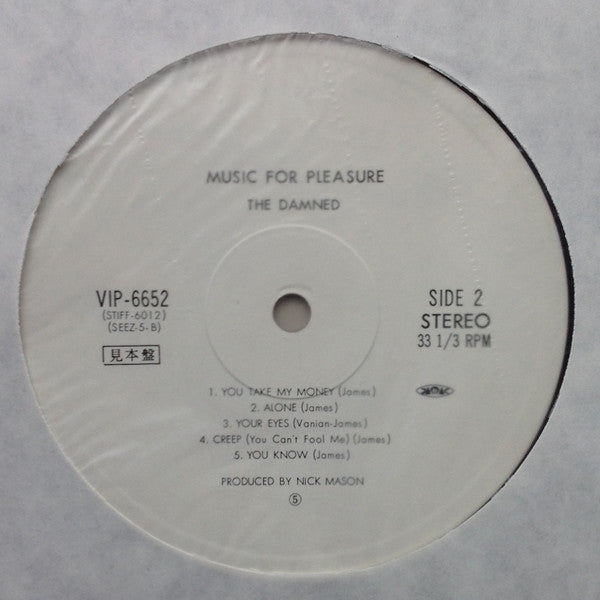 MUSIC FOR PLEASURE
THE DAMNED
VIP-6652
(STIFF-6012)
(SEEZ-5-B)
見本盤
SIDE 2
STEREO
33 1/3 RPM
1. YOU TAKE MY MONEY (James)
2. ALONE (James)
3. YOUR EYES (Vanian-James)
4. CREEP (You Can't Fool Me) (James)
5. YOU KNOW (James)
PRODUCED BY NICK MASON
⑤